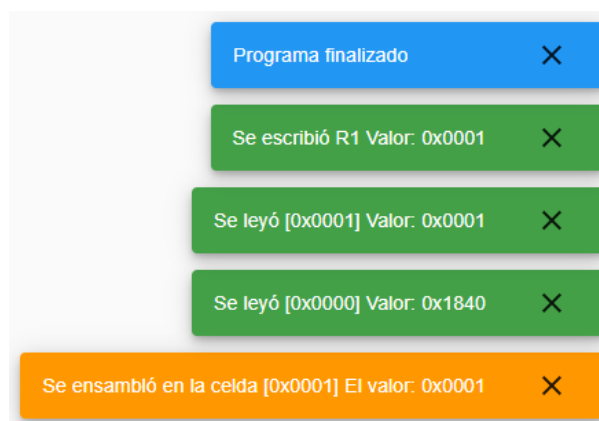 Programa finalizado
Se escribió R1 Valor: 0x0001
Se leyó [0x0001] Valor: 0x0001
Se leyó [0x0000] Valor: 0x1840
Se ensambló en la celda [0x0001] El valor: 0x0001